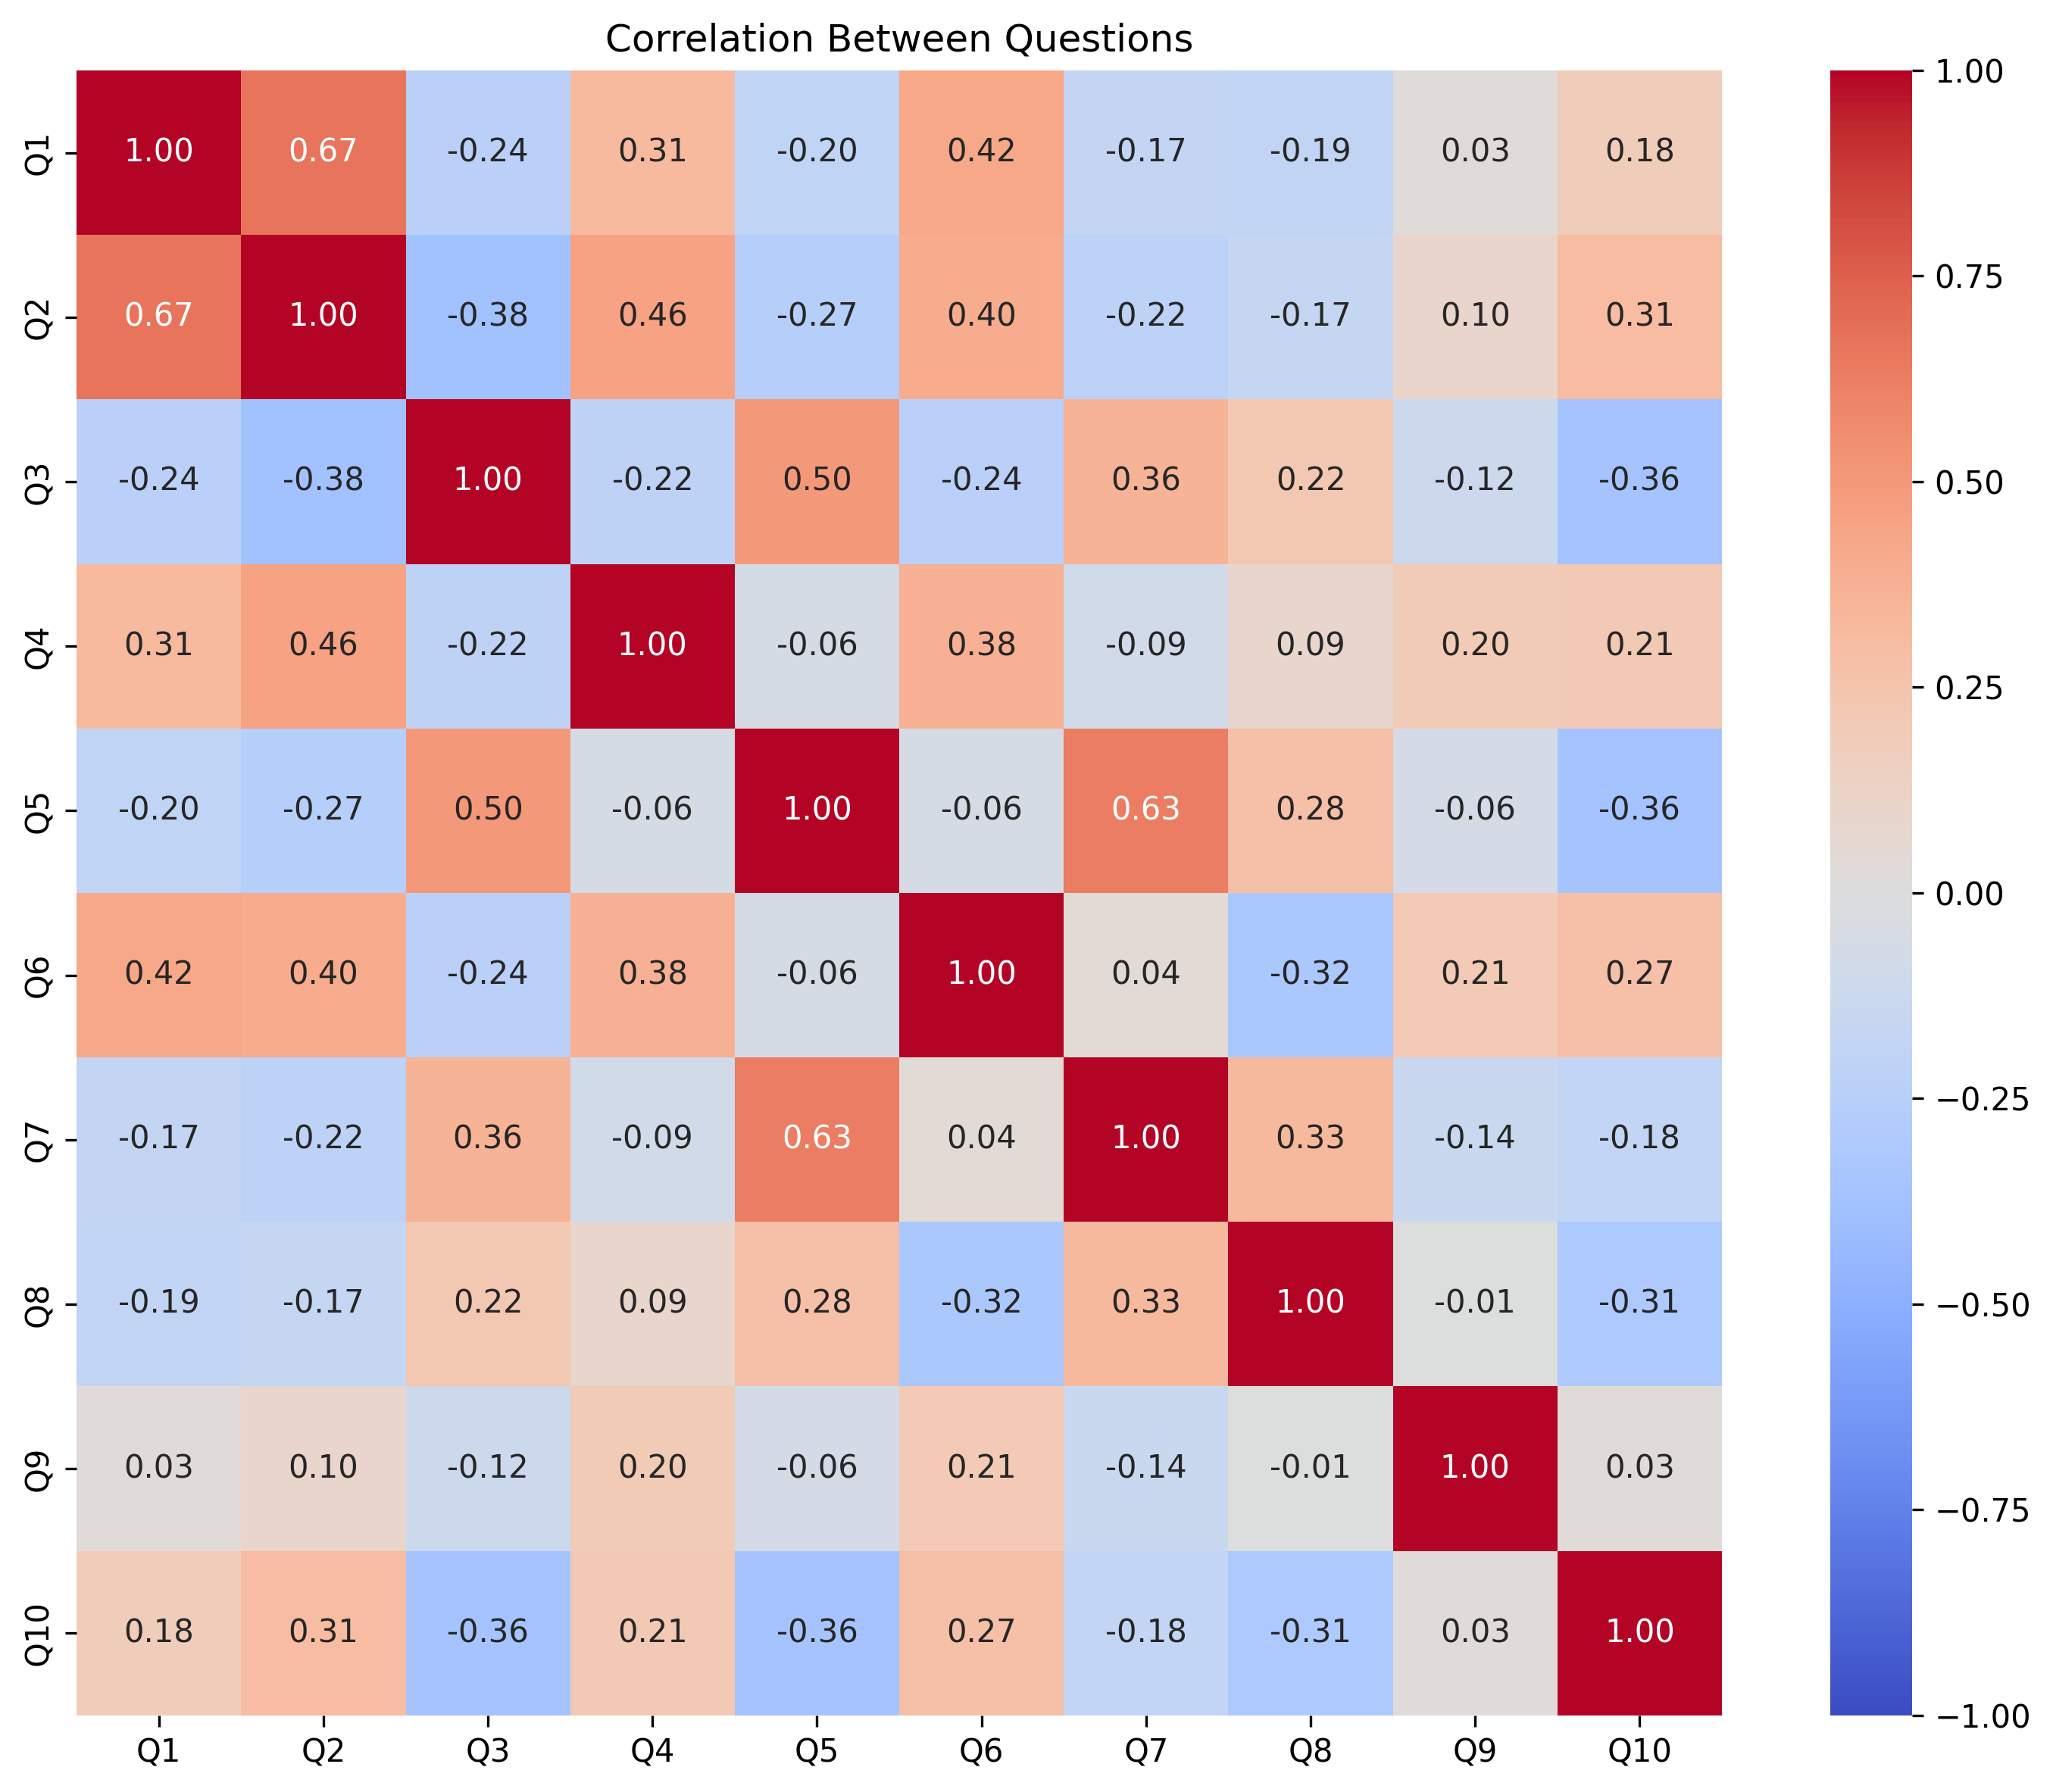 Correlation Between Questions
Q1 1.00 0.67 -0.24 0.31 -0.20 0.42 -0.17 -0.19 0.03 0.18
Q2 0.67 1.00 -0.38 0.46 -0.27 0.40 -0.22 -0.17 0.10 0.31
Q3 -0.24 -0.38 1.00 -0.22 0.50 -0.24 0.36 0.22 -0.12 -0.36
Q4 0.31 0.46 -0.22 1.00 -0.06 0.38 -0.09 0.09 0.20 0.21
Q5 -0.20 -0.27 0.50 -0.06 1.00 -0.06 0.63 0.28 -0.06 -0.36
Q6 0.42 0.40 -0.24 0.38 -0.06 1.00 0.04 -0.32 0.21 0.27
Q7 -0.17 -0.22 0.36 -0.09 0.63 0.04 1.00 0.33 -0.14 -0.18
Q8 -0.19 -0.17 0.22 0.09 0.28 -0.32 0.33 1.00 -0.01 -0.31
Q9 0.03 0.10 -0.12 0.20 -0.06 0.21 -0.14 -0.01 1.00 0.03
Q10 0.18 0.31 -0.36 0.21 -0.36 0.27 -0.18 -0.31 0.03 1.00
Q1 Q2 Q3 Q4 Q5 Q6 Q7 Q8 Q9 Q10
1.00
0.75
0.50
0.25
0.00
−0.25
−0.50
−0.75
−1.00